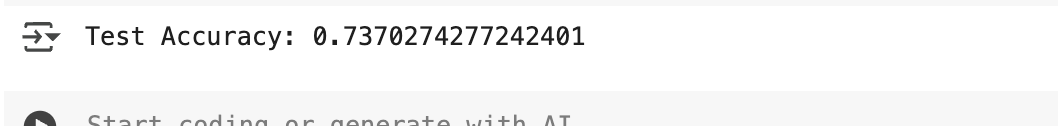 Test Accuracy: 0.7370274277242401
Start coding or generate with AI